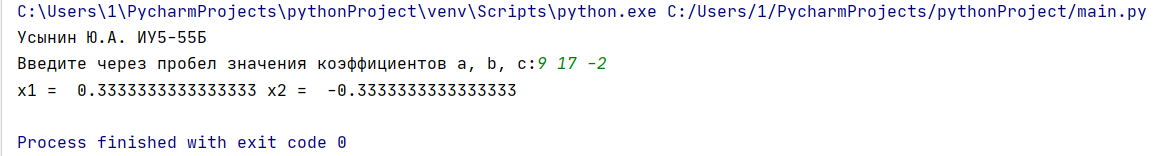 C:\Users\1\PycharmProjects\pythonProject\venv\Scripts\python.exe C:/Users/1/PycharmProjects/pythonProject/main.py
Усынин Ю.А. ИУ5-55Б
Введите через пробел значения коэффициентов a, b, c:9 17 -2
x1 =  0.3333333333333333 x2 =  -0.3333333333333333
Process finished with exit code 0